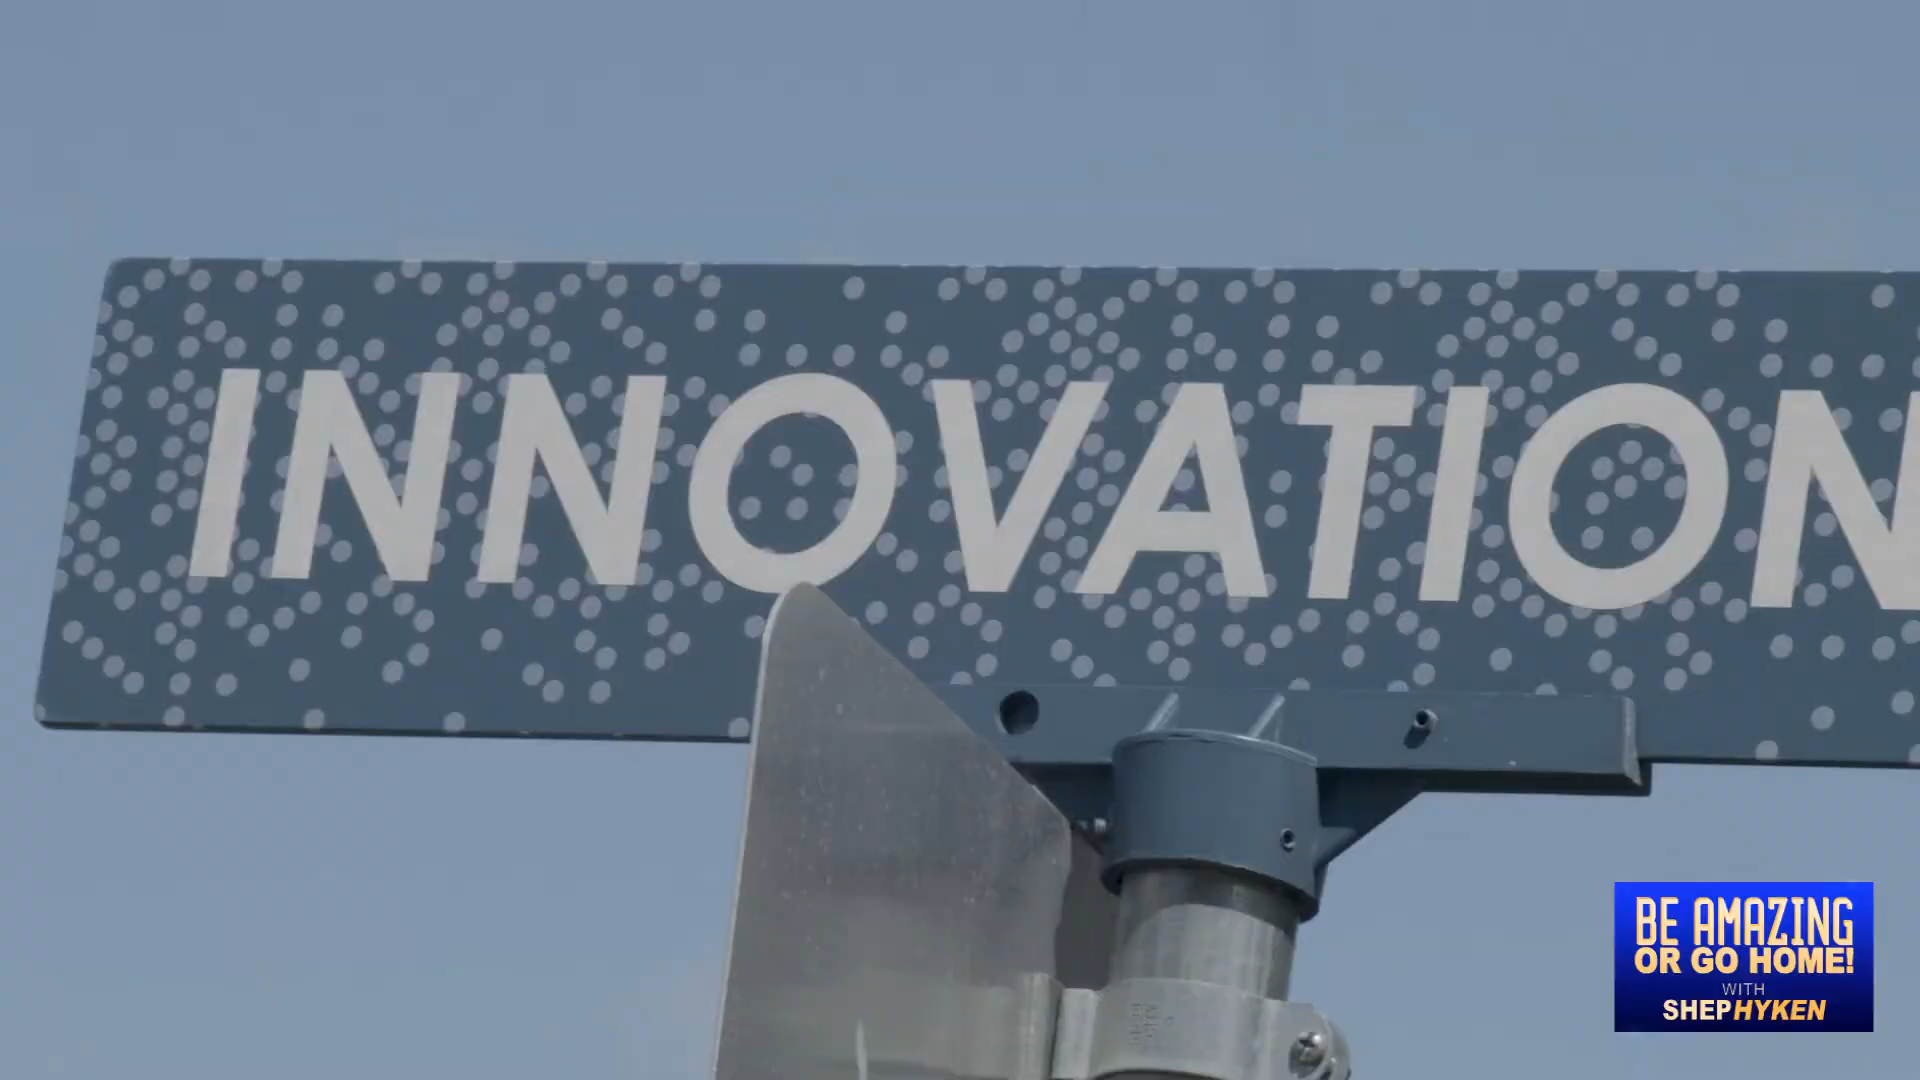 INNOVATION
BE AMAZING
OR GO HOME!
WITH
SHEPHYKEN